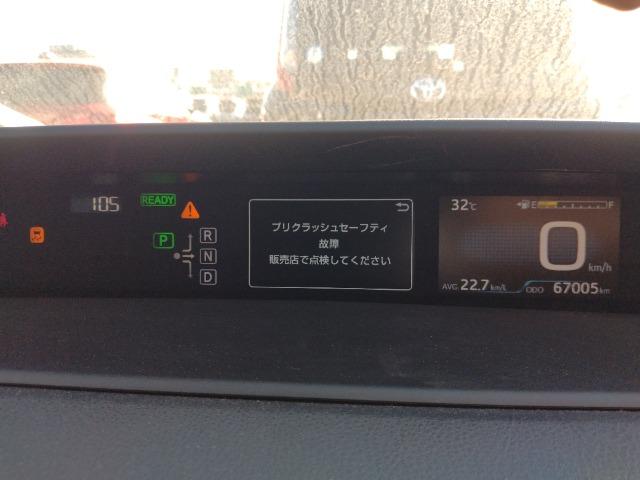 105
READY
P
R
N
D
プリクラッシュセーフティ
故障
販売店で点検してください
32℃
E F
0
km/h
AVG 22.7 km/L
ODO 67005 km